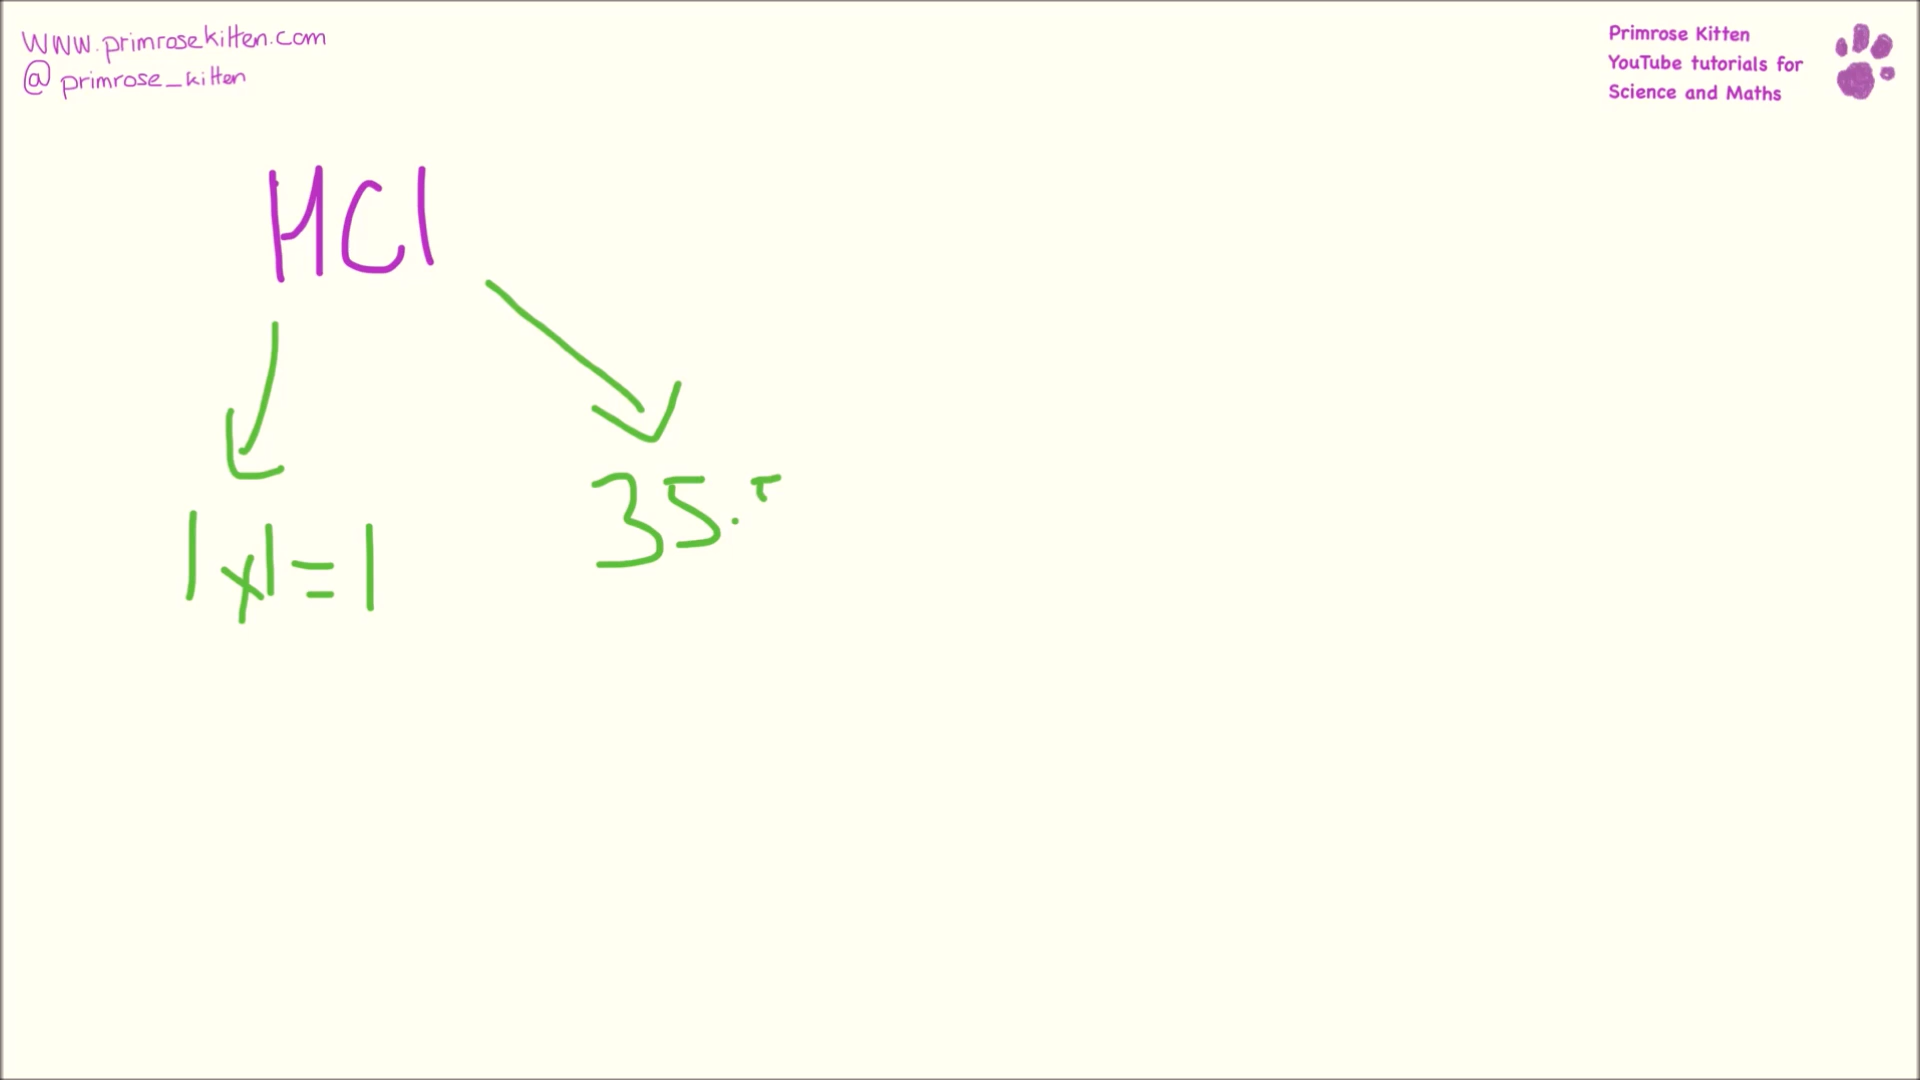 www.primrosekitten.com
@primrose_kitten
Primrose Kitten
YouTube tutorials for
Science and Maths
HCl
1x1=1
35.